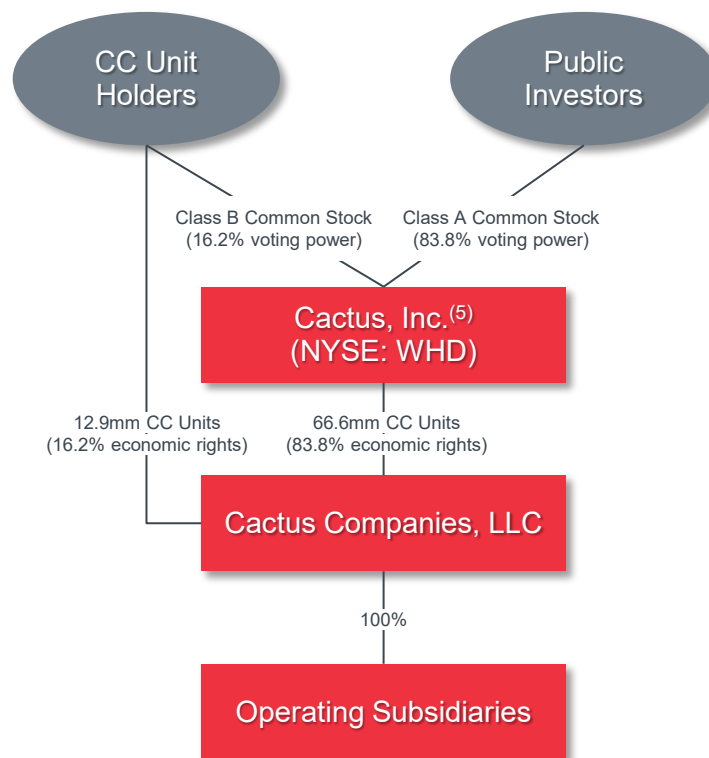 CC Unit
Holders
Public
Investors
Class B Common Stock
(16.2% voting power)
Class A Common Stock
(83.8% voting power)
Cactus, Inc.(5)
(NYSE: WHD)
12.9mm CC Units
(16.2% economic rights)
66.6mm CC Units
(83.8% economic rights)
Cactus Companies, LLC
100%
Operating Subsidiaries